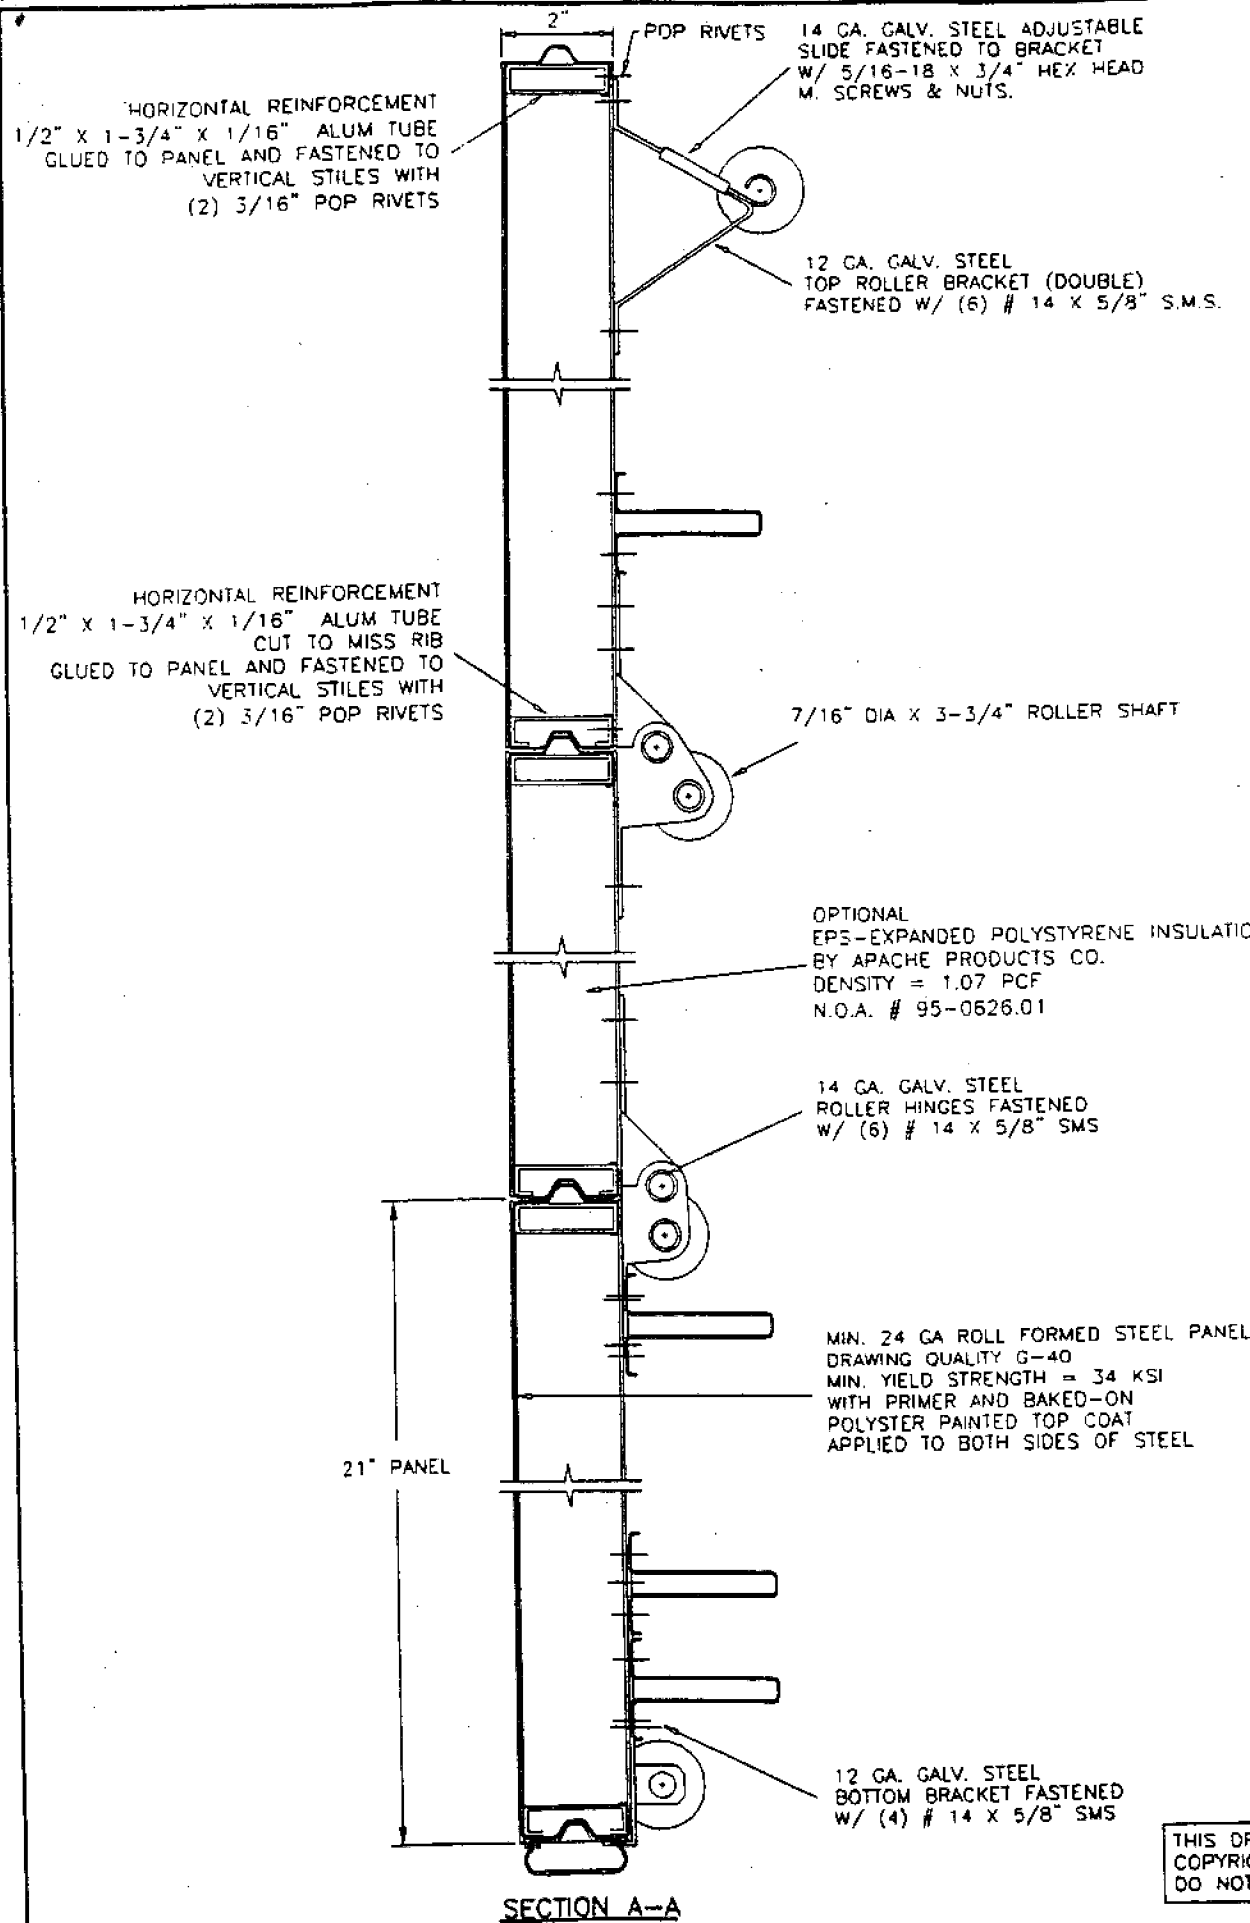 2"
POP RIVETS
14 GA. GALV. STEEL ADJUSTABLE
SLIDE FASTENED TO BRACKET
W/ 5/16-18 X 3/4" HEX HEAD
M. SCREWS & NUTS.
HORIZONTAL REINFORCEMENT
1/2" X 1-3/4" X 1/16" ALUM TUBE
GLUED TO PANEL AND FASTENED TO
VERTICAL STILES WITH
(2) 3/16" POP RIVETS
12 GA. GALV. STEEL
TOP ROLLER BRACKET (DOUBLE)
FASTENED W/ (6) # 14 X 5/8" S.M.S.
HORIZONTAL REINFORCEMENT
1/2" X 1-3/4" X 1/16" ALUM TUBE
CUT TO MISS RIB
GLUED TO PANEL AND FASTENED TO
VERTICAL STILES WITH
(2) 3/16" POP RIVETS
7/16" DIA X 3-3/4" ROLLER SHAFT
OPTIONAL
EPS-EXPANDED POLYSTYRENE INSULATIO
BY APACHE PRODUCTS CO.
DENSITY = 1.07 PCF
N.O.A. # 95-0626.01
14 GA. GALV. STEEL
ROLLER HINGES FASTENED
W/ (6) # 14 X 5/8" SMS
MIN. 24 GA ROLL FORMED STEEL PANEL
DRAWING QUALITY G-40
MIN. YIELD STRENGTH = 34 KSI
WITH PRIMER AND BAKED-ON
POLYSTER PAINTED TOP COAT
APPLIED TO BOTH SIDES OF STEEL
21" PANEL
12 GA. GALV. STEEL
BOTTOM BRACKET FASTENED
W/ (4) # 14 X 5/8" SMS
THIS DR
COPYRIG
DO NOT
SECTION A-A